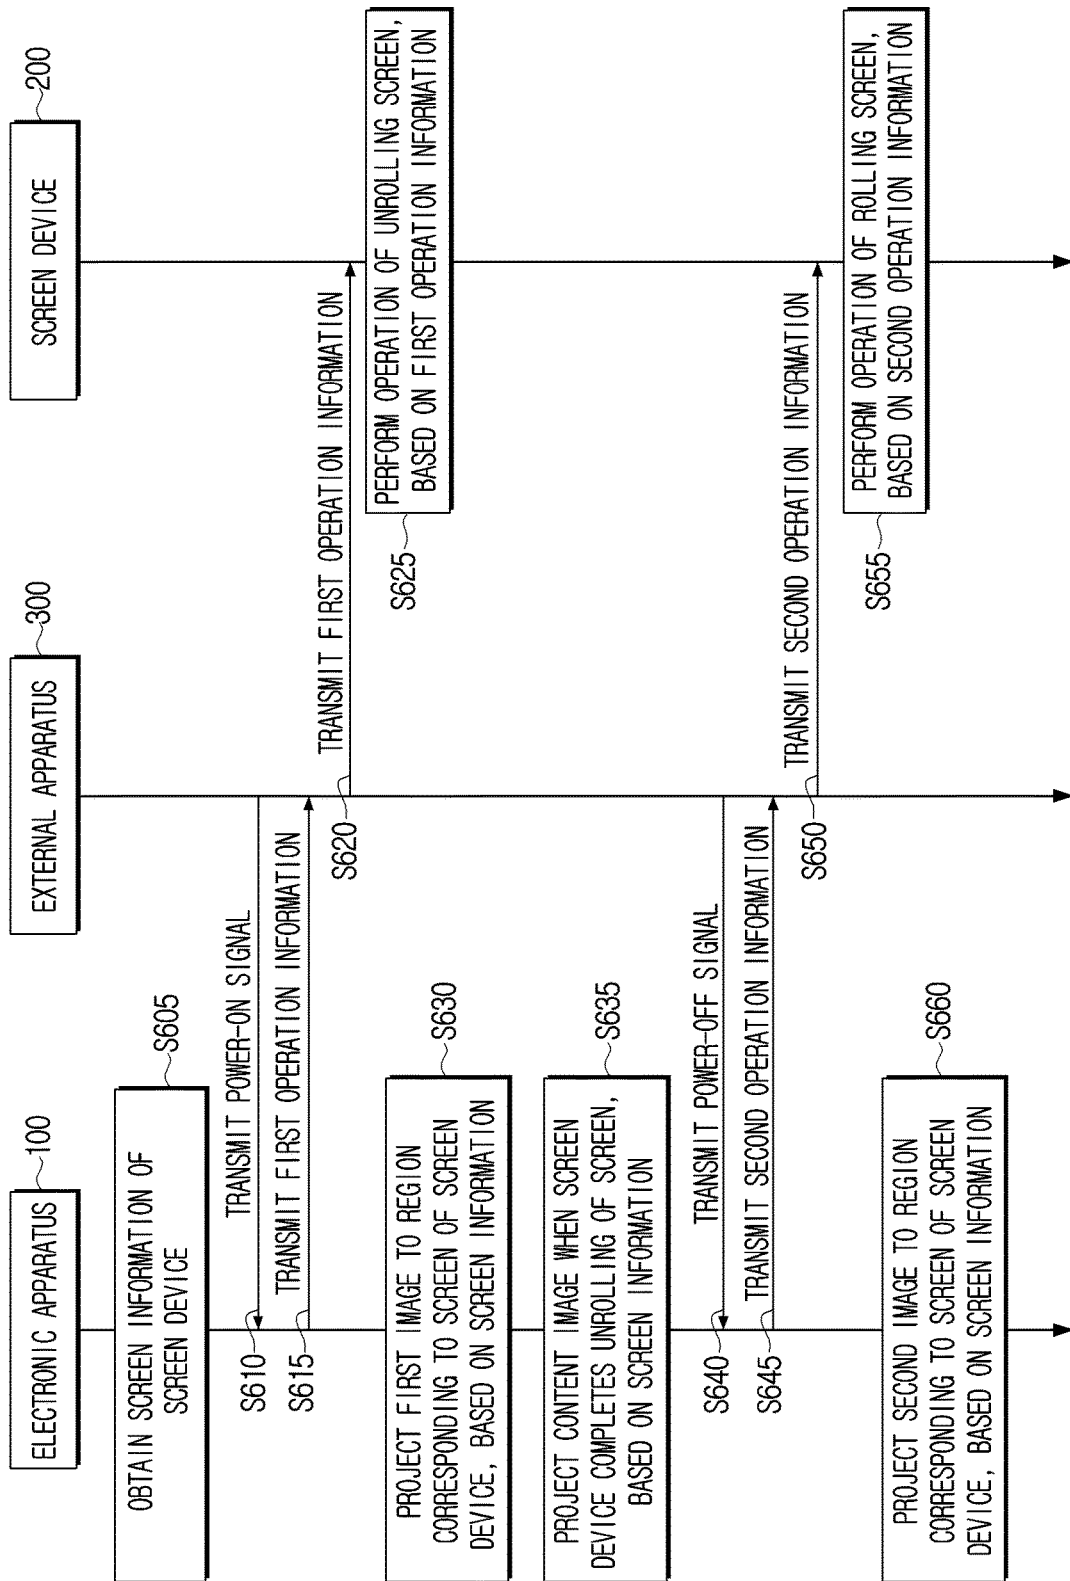 ELECTRONIC APPARATUS
100
EXTERNAL APPARATUS
300
SCREEN DEVICE
200
OBTAIN SCREEN INFORMATION OF
SCREEN DEVICE
S605
TRANSMIT POWER-ON SIGNAL
S610
TRANSMIT FIRST OPERATION INFORMATION
S615
TRANSMIT FIRST OPERATION INFORMATION
S620
PERFORM OPERATION OF UNROLLING SCREEN,
BASED ON FIRST OPERATION INFORMATION
S625
PROJECT FIRST IMAGE TO REGION
CORRESPONDING TO SCREEN OF SCREEN
DEVICE, BASED ON SCREEN INFORMATION
S630
PROJECT CONTENT IMAGE WHEN SCREEN
DEVICE COMPLETES UNROLLING OF SCREEN,
BASED ON SCREEN INFORMATION
S635
TRANSMIT POWER-OFF SIGNAL
S640
TRANSMIT SECOND OPERATION INFORMATION
S645
TRANSMIT SECOND OPERATION INFORMATION
S650
PERFORM OPERATION OF ROLLING SCREEN,
BASED ON SECOND OPERATION INFORMATION
S655
PROJECT SECOND IMAGE TO REGION
CORRESPONDING TO SCREEN OF SCREEN
DEVICE, BASED ON SCREEN INFORMATION
S660